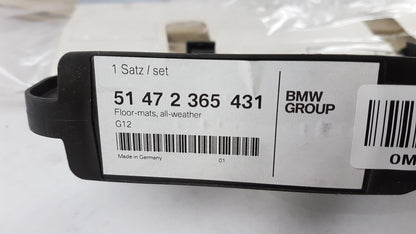 1 Satz / set
51 47 2 365 431
Floor-mats, all-weather
G12
Made in Germany
01
BMW
GROUP
0M